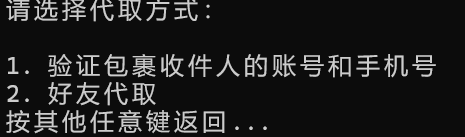 请选择代取方式:
1. 验证包裹收件人的账号和手机号
2. 好友代取
按其他任意键返回...